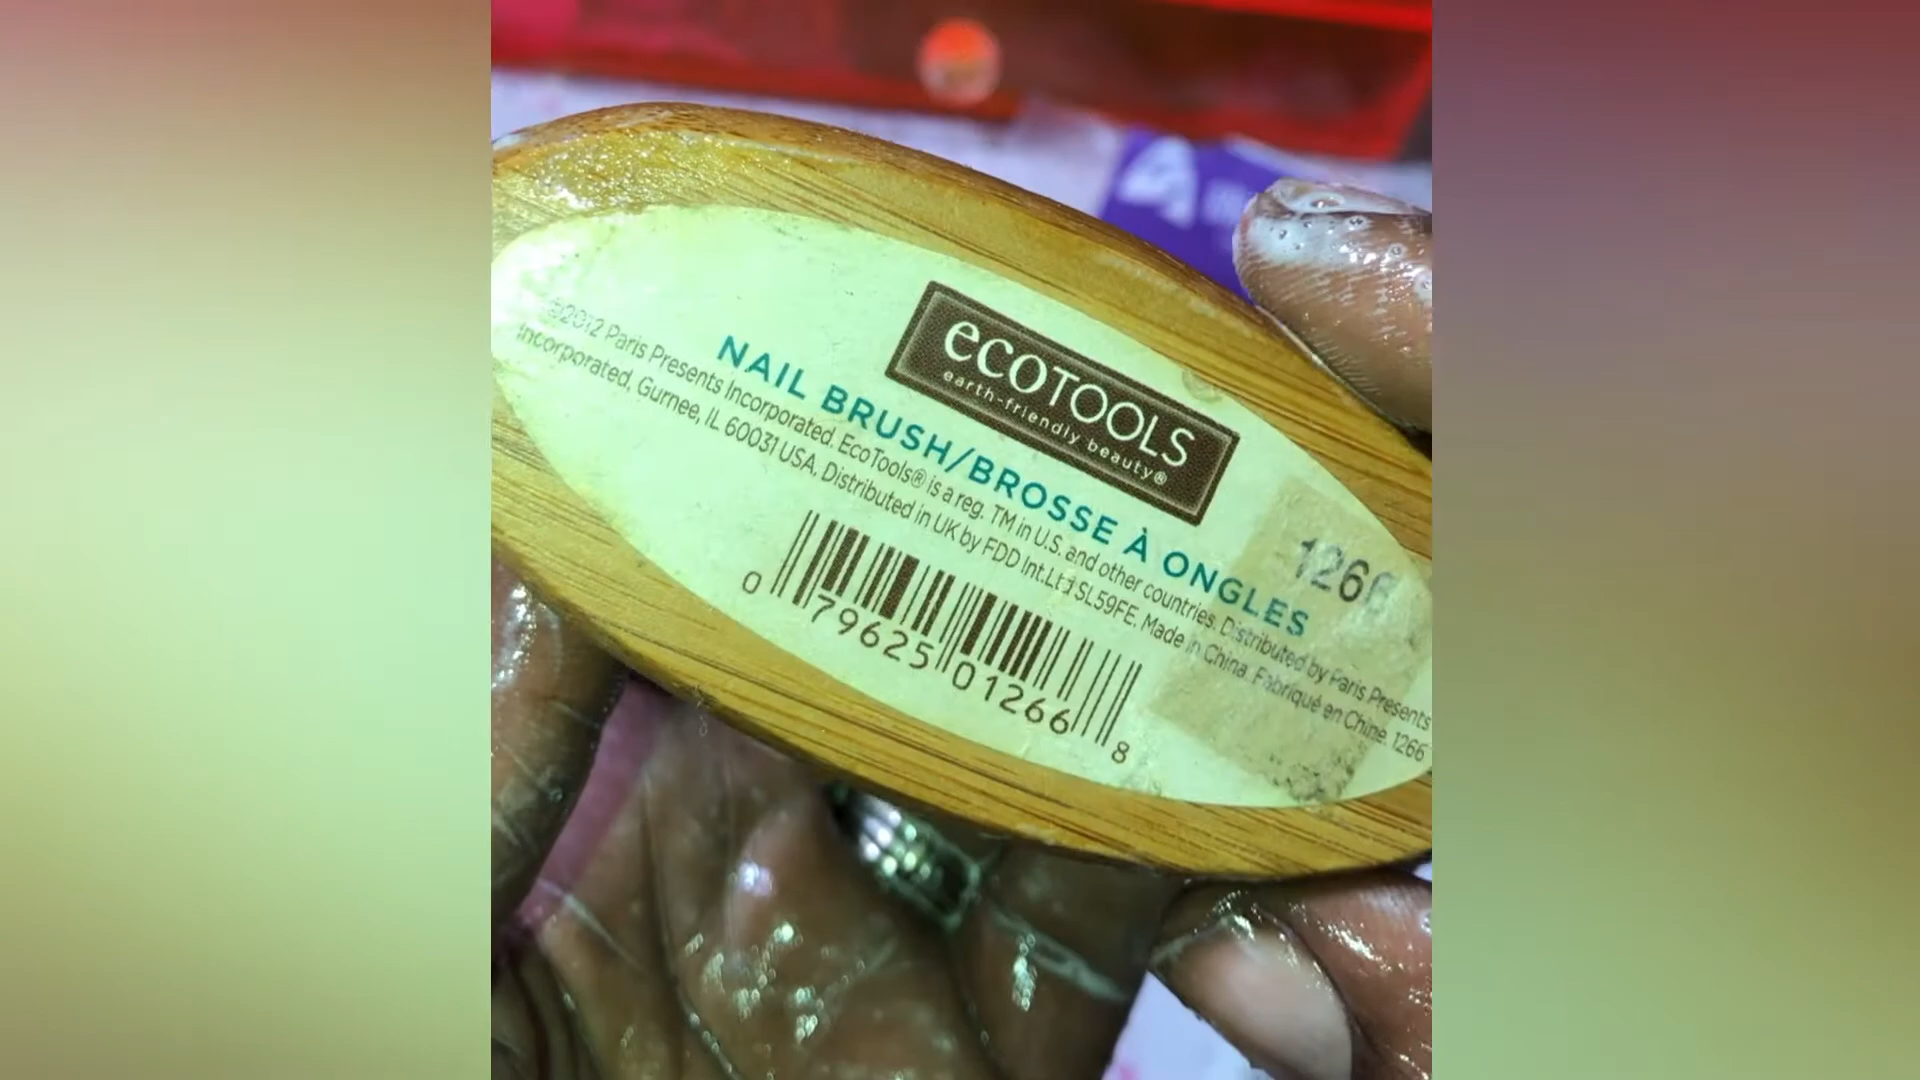 ecoTOOLS
earth-friendly beauty®
NAIL BRUSH/BROSSE À ONGLES
©2012 Paris Presents Incorporated. EcoTools® is a reg. TM in U.S. and other countries. Distributed by Paris Presents
Incorporated, Gurnee, IL 60031 USA. Distributed in UK by FDD Int.Ltd SL59FE. Made in China. Fabriqué en Chine. 1266
1266
0 79625 01266 8